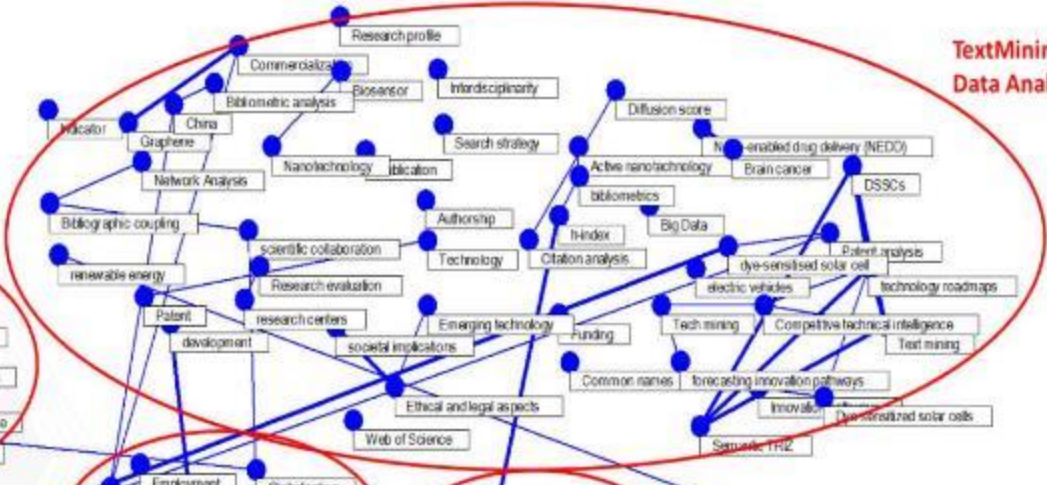 Research profile
TextMinin
Data Anal
Biosensor
Interdisciplinarity
Bibliometric analysis
Diffusion score
China
Graphene
Search strategy
-enabled drug delivery (NEDD)
Nanotechnology
Active nanotechnology
Brain cancer
Network Analysis
DSSCs
bibliometrics
Authorship
Bibliographic coupling
Big Data
h-index
scientific collaboration
Technology
Citation analysis
Patent analysis
dye-sensitised solar cell
renewable energy
Research evaluation
electric vehicles
technology roadmaps
Patent
research centers
Emerging technology
Funding
Tech mining
Competitive technical intelligence
development
societal implications
Text mining
Common names
forecasting innovation pathways
Ethical and legal aspects
Dye sensitized solar cells
Web of Science
Semantic TRIZ
Employment